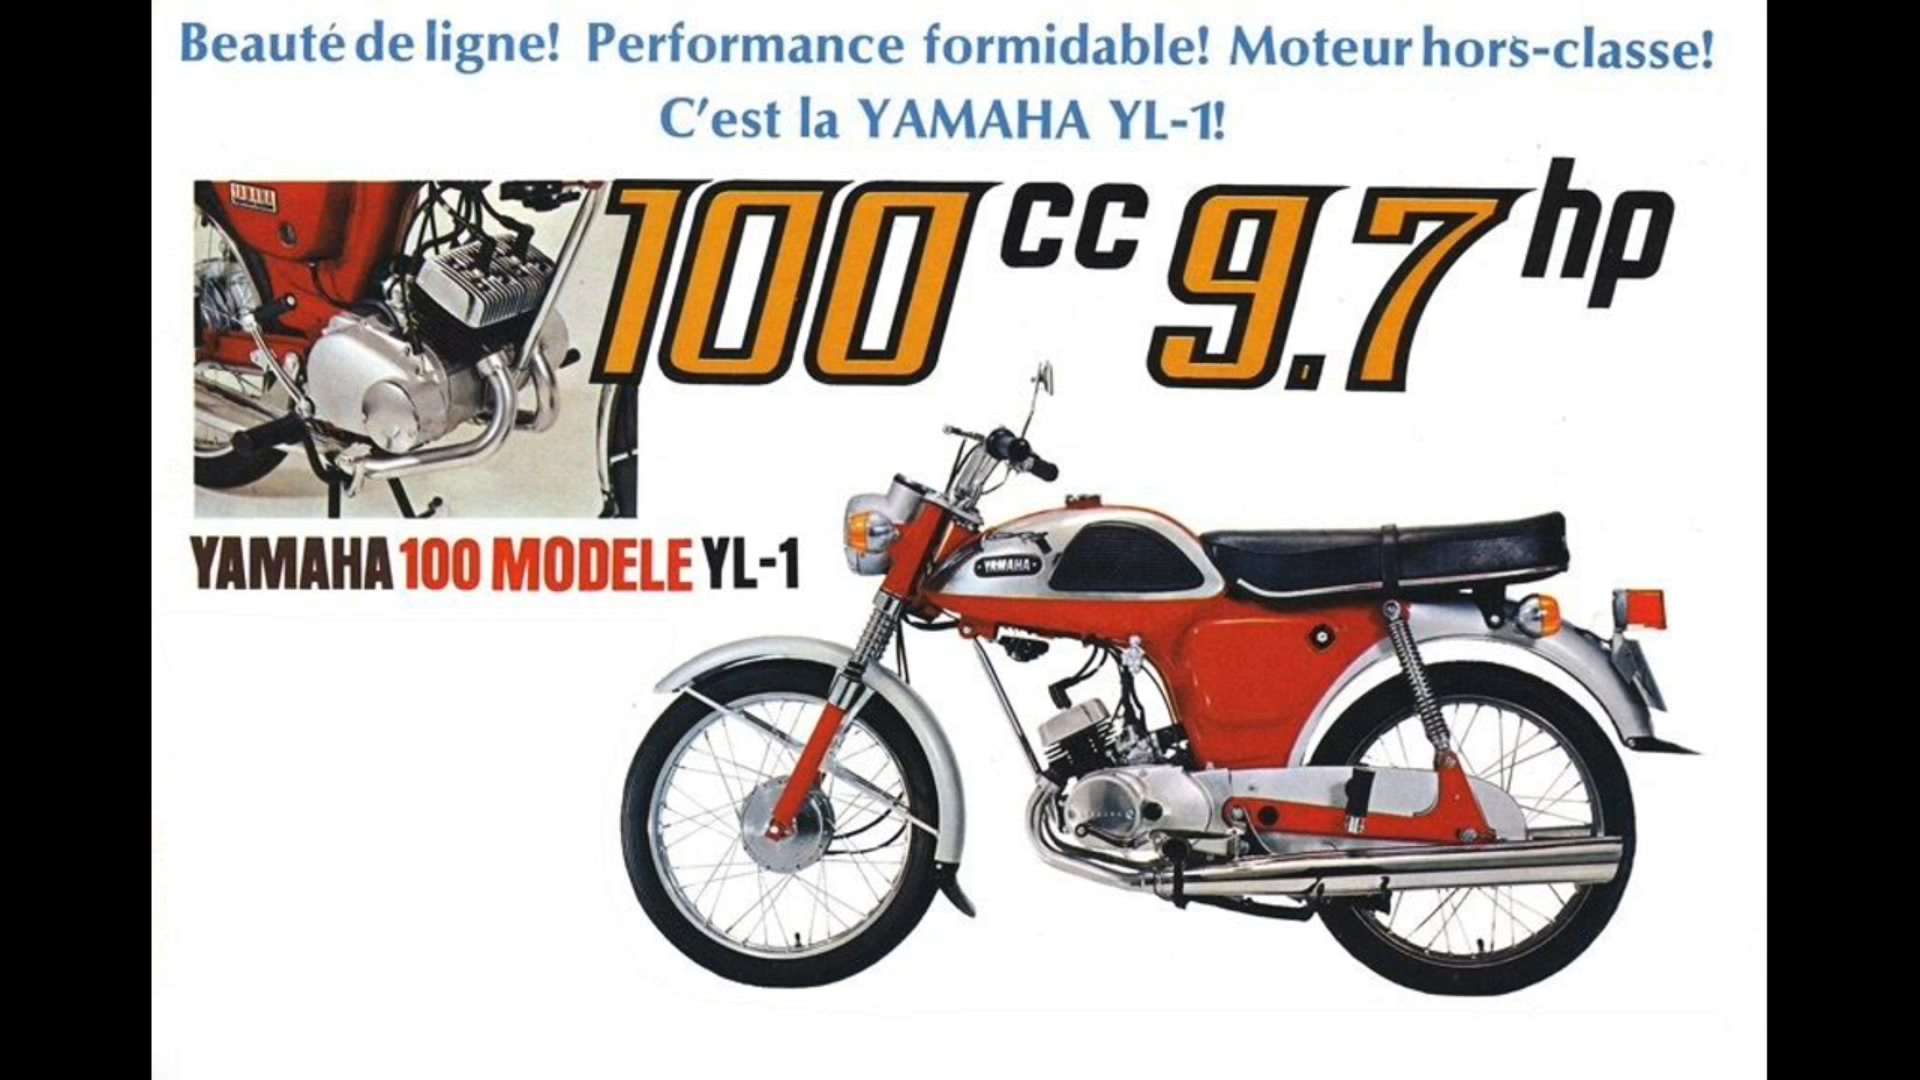 Beauté de ligne! Performance formidable! Moteur hors-classe!
C'est la YAMAHA YL-1!
100 cc 9.7 hp
YAMAHA
YAMAHA 100 MODELE YL-1
YAMAHA